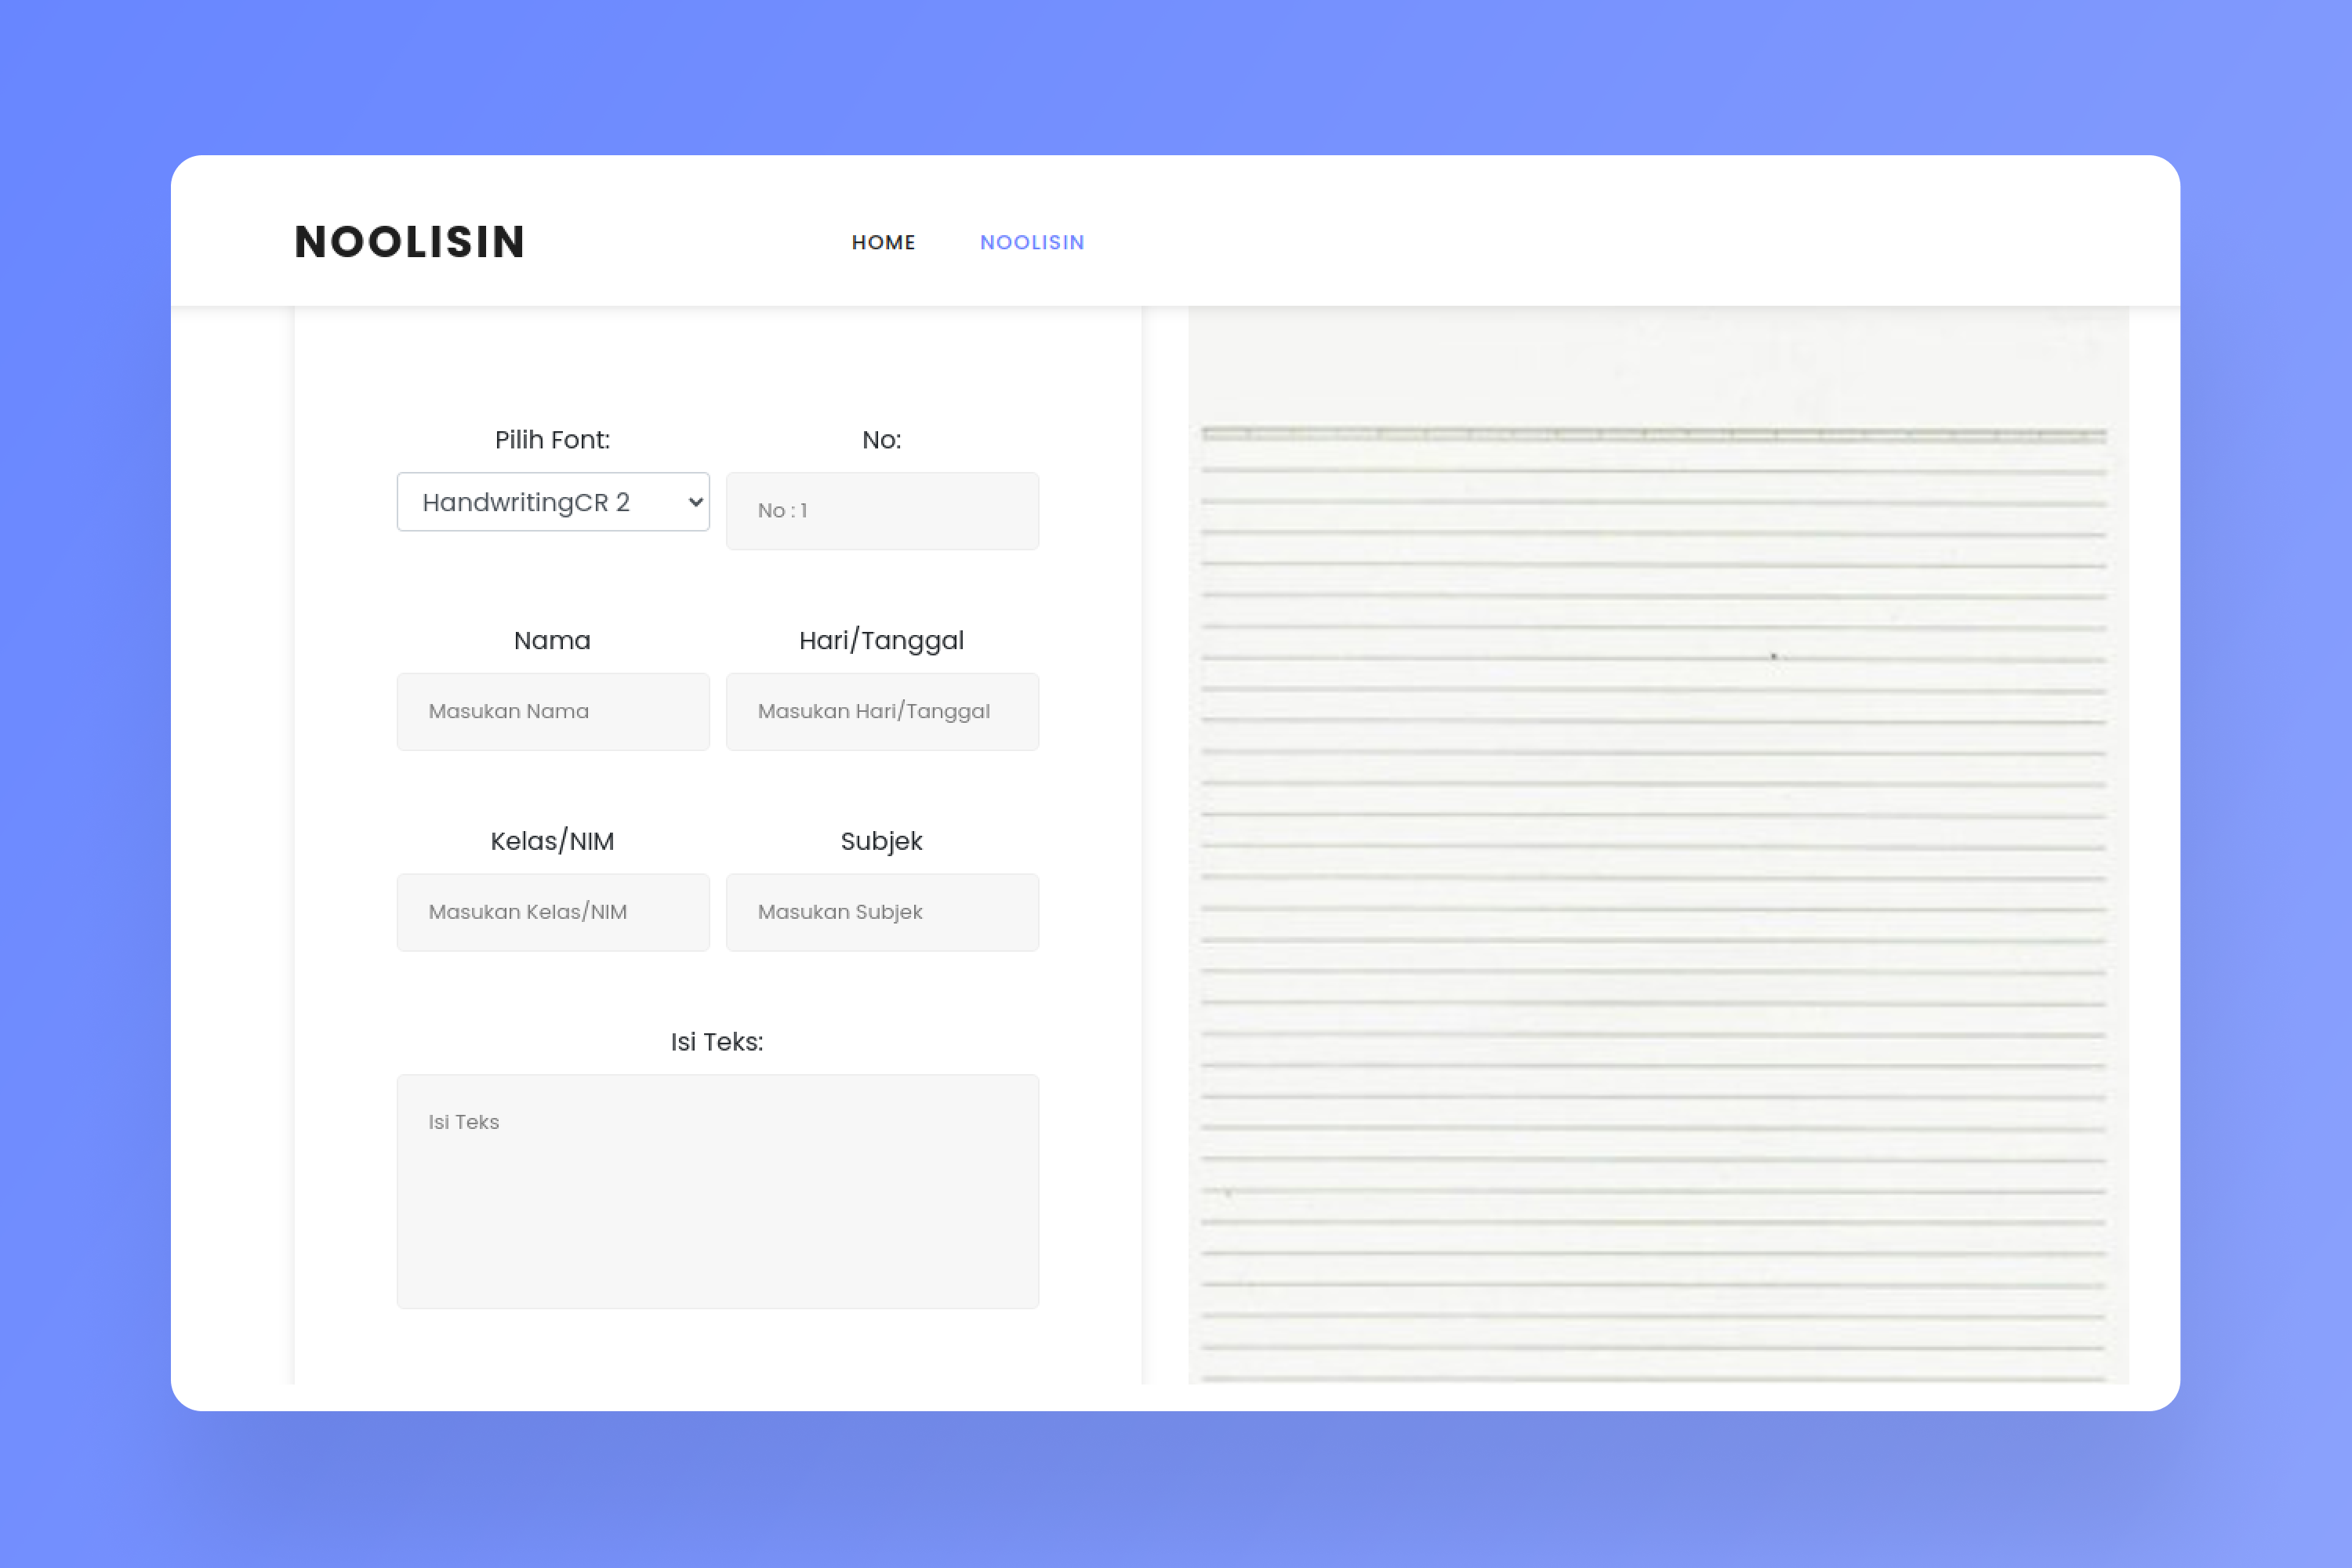 NOOLISIN
HOME NOOLISIN
Pilih Font: No:
HandwritingCR 2 No : 1
Nama Hari/Tanggal
Masukan Nama Masukan Hari/Tanggal
Kelas/NIM Subjek
Masukan Kelas/NIM Masukan Subjek
Isi Teks:
Isi Teks